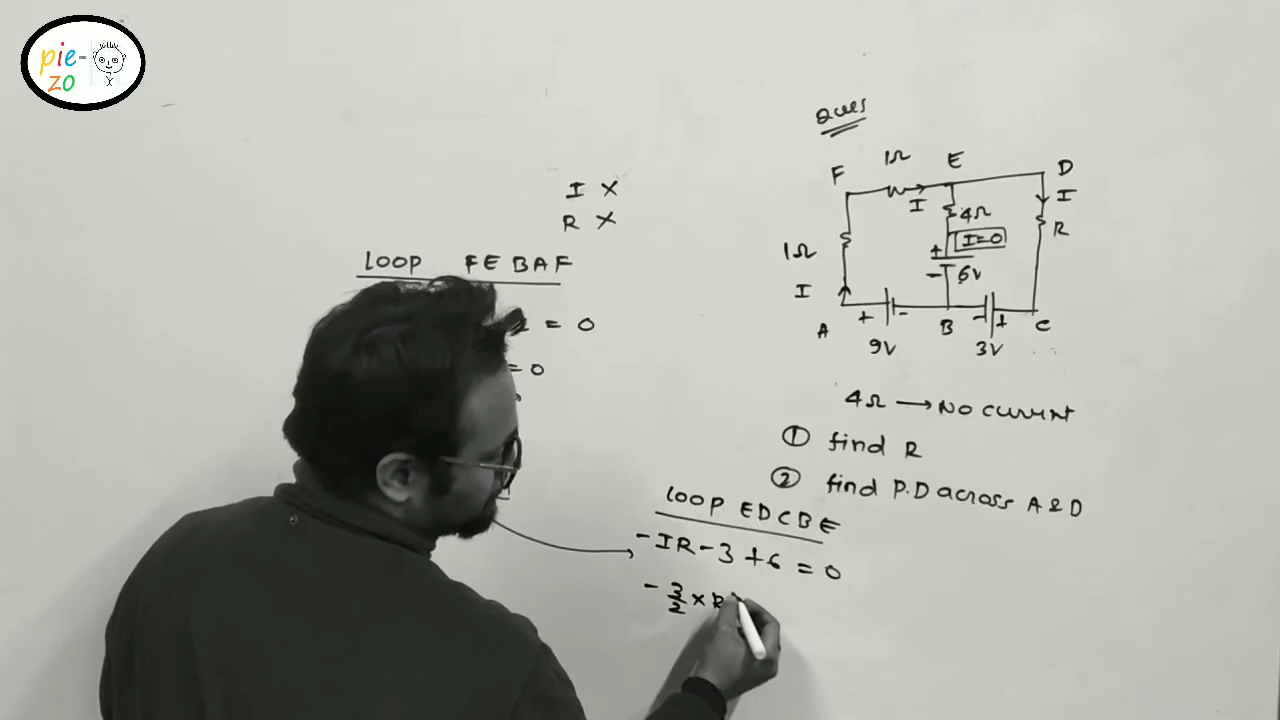 pie-
zo
I X
R X
LOOP FEBAF
= 0
= 0
Ques
F 1Ω E D
I I
4Ω R
I=0
1Ω + - 6V
I
A + - B - + C
9V 3V
4Ω → No current
① find R
② find P.D across A & D
LOOP EDCBE
-IR-3+6 = 0
- 3/2 × R